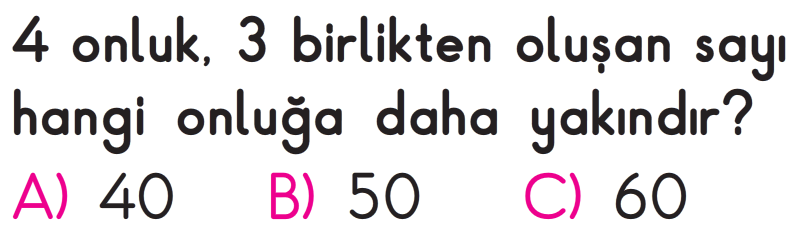 4 onluk, 3 birlikten oluşan sayı
hangi onluğa daha yakındır?
A) 40 B) 50 C) 60